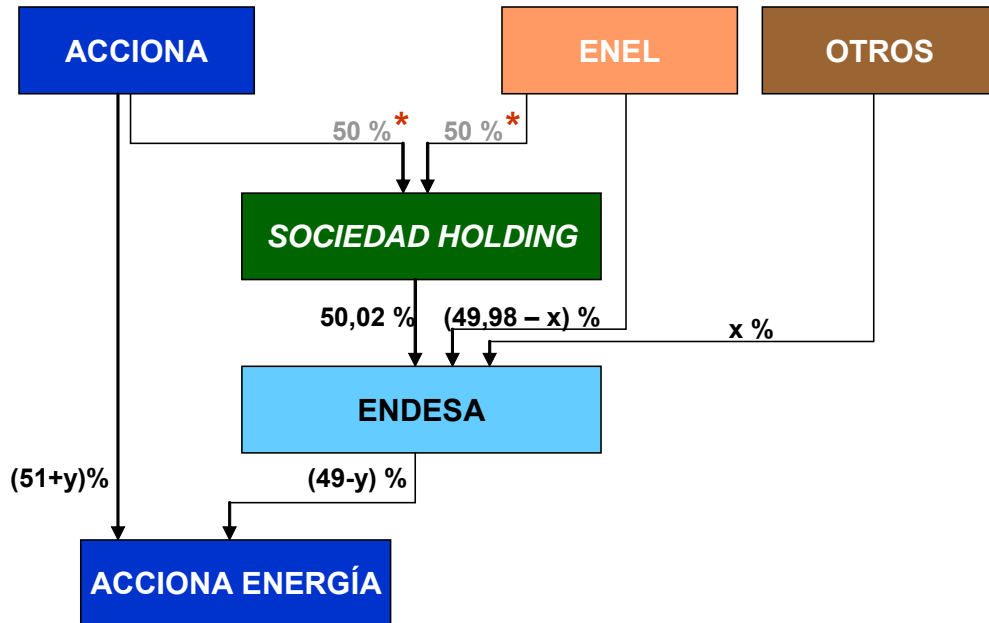 ACCIONA
ENEL
OTROS
50 % *
50 % *
SOCIEDAD HOLDING
50,02 %
(49,98 – x) %
x %
ENDESA
(51+y)%
(49-y) %
ACCIONA ENERGÍA